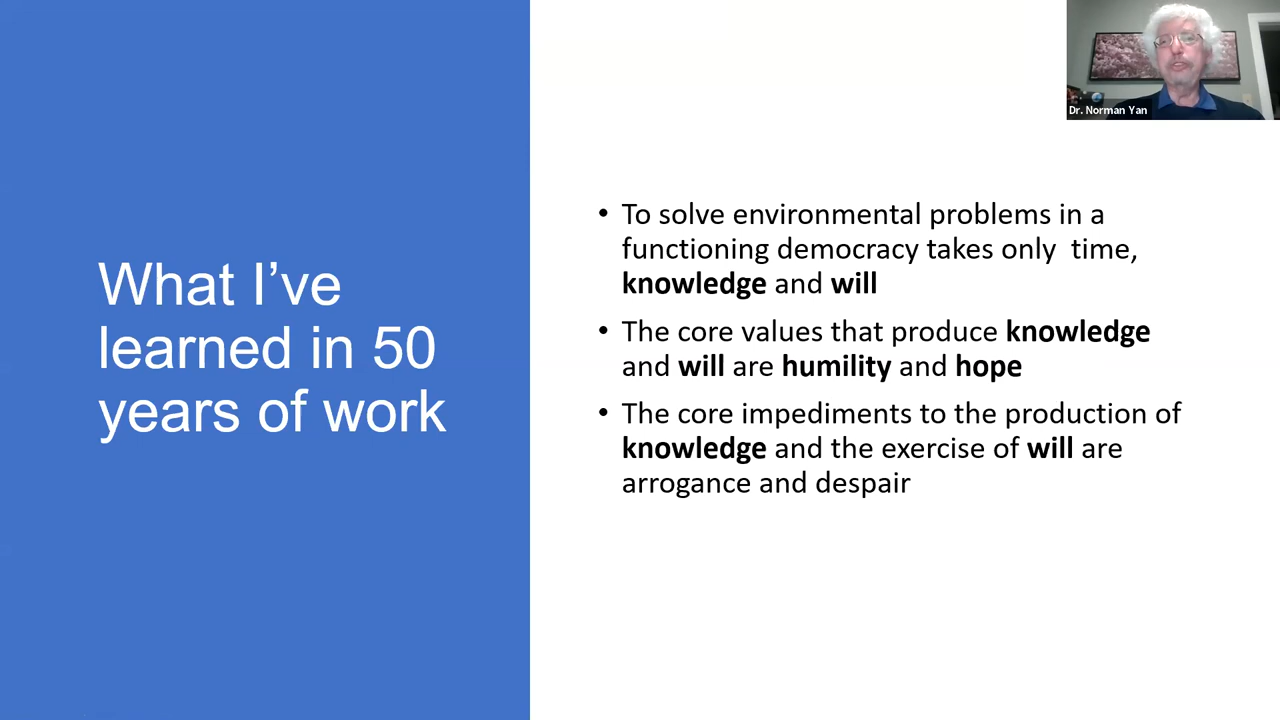 Dr. Norman Yan
What I’ve
learned in 50
years of work
• To solve environmental problems in a
functioning democracy takes only  time,
knowledge and will
• The core values that produce knowledge
and will are humility and hope
• The core impediments to the production of
knowledge and the exercise of will are
arrogance and despair